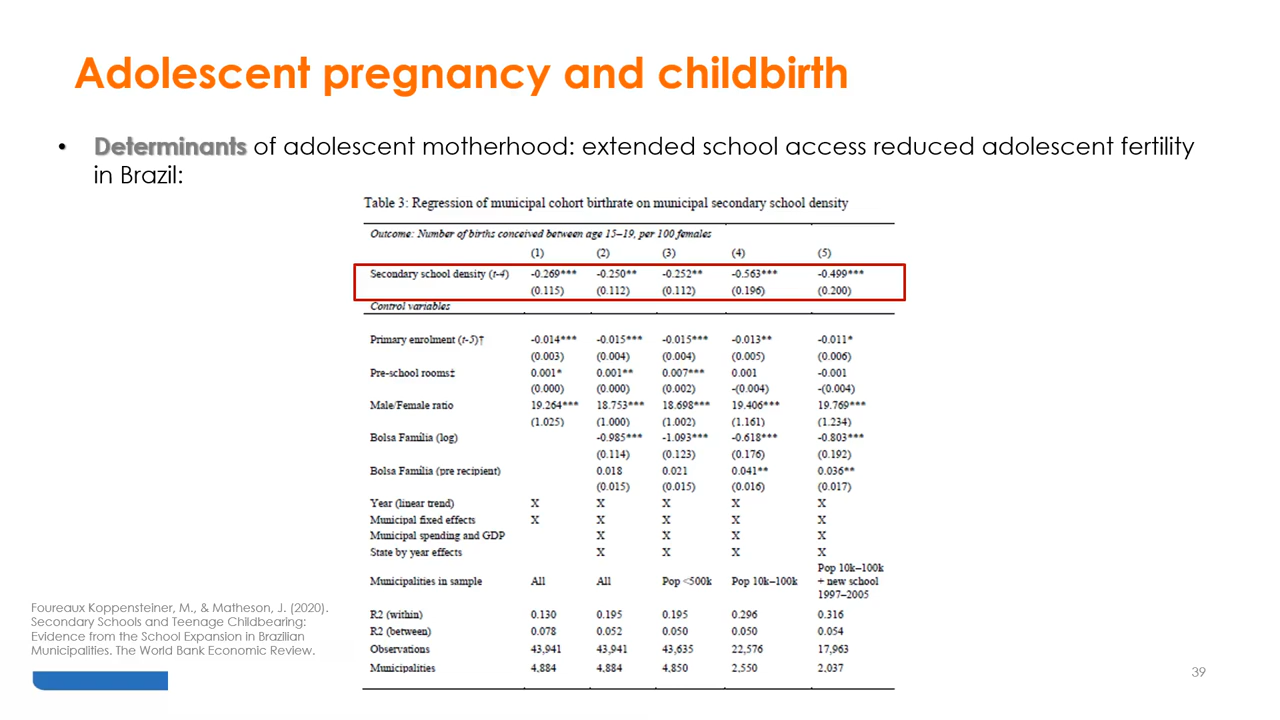 Adolescent pregnancy and childbirth
• Determinants of adolescent motherhood: extended school access reduced adolescent fertility
in Brazil:
Table 3: Regression of municipal cohort birthrate on municipal secondary school density
Outcome: Number of births conceived between age 15–19, per 100 females
(1) (2) (3) (4) (5)
Secondary school density (t-4) -0.269*** -0.250** -0.252** -0.563*** -0.499***
(0.115) (0.112) (0.112) (0.196) (0.200)
Control variables
Primary enrolment (t-5)† -0.014*** -0.015*** -0.015*** -0.013** -0.011*
(0.003) (0.004) (0.004) (0.005) (0.006)
Pre-school rooms‡ 0.001* 0.001** 0.007*** 0.001 -0.001
(0.000) (0.000) (0.002) -(0.004) -(0.004)
Male/Female ratio 19.264*** 18.753*** 18.698*** 19.406*** 19.769***
(1.025) (1.000) (1.002) (1.161) (1.234)
Bolsa Família (log) -0.985*** -1.093*** -0.618*** -0.803***
(0.114) (0.123) (0.176) (0.192)
Bolsa Família (pre recipient) 0.018 0.021 0.041** 0.036**
(0.015) (0.015) (0.016) (0.017)
Year (linear trend) X X X X X
Municipal fixed effects X X X X X
Municipal spending and GDP X X X X
State by year effects X X X X
Municipalities in sample All All Pop <500k Pop 10k–100k Pop 10k–100k
+ new school
1997–2005
R2 (within) 0.130 0.195 0.195 0.296 0.316
R2 (between) 0.078 0.052 0.050 0.050 0.054
Observations 43,941 43,941 43,635 22,576 17,963
Municipalities 4,884 4,884 4,850 2,550 2,037
Foureaux Koppensteiner, M., & Matheson, J. (2020).
Secondary Schools and Teenage Childbearing:
Evidence from the School Expansion in Brazilian
Municipalities. The World Bank Economic Review.
39